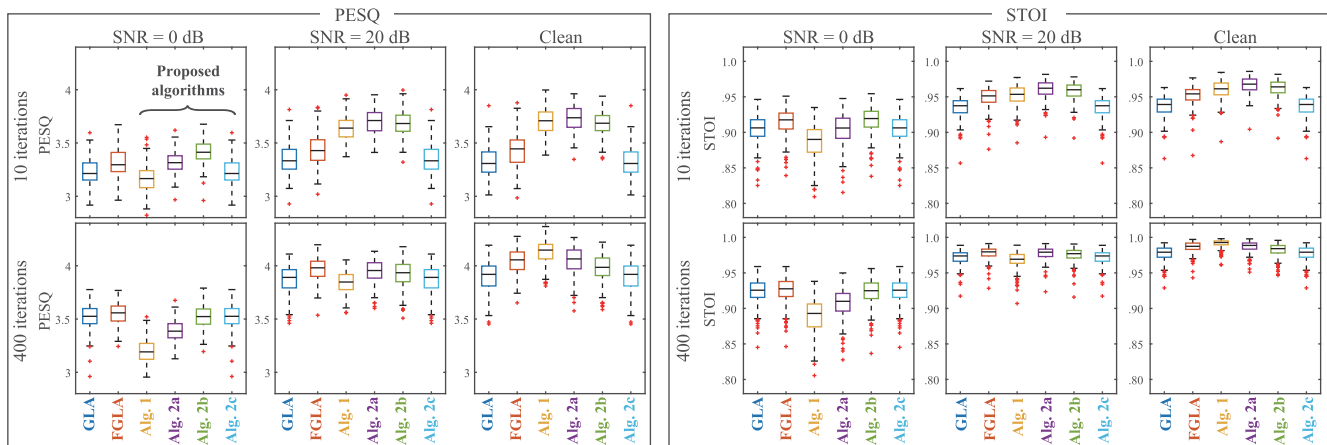 PESQ
STOI
SNR = 0 dB
SNR = 20 dB
Clean
SNR = 0 dB
SNR = 20 dB
Clean
10 iterations
PESQ
4
3.5
3
Proposed
algorithms
4
3.5
3
4
3.5
3
10 iterations
STOI
1.0
.95
.90
.85
.80
1.0
.95
.90
.85
.80
1.0
.95
.90
.85
.80
400 iterations
PESQ
4
3.5
3
4
3.5
3
4
3.5
3
400 iterations
STOI
1.0
.95
.90
.85
.80
1.0
.95
.90
.85
.80
1.0
.95
.90
.85
.80
GLA
FGLA
Alg. 1
Alg. 2a
Alg. 2b
Alg. 2c
GLA
FGLA
Alg. 1
Alg. 2a
Alg. 2b
Alg. 2c
GLA
FGLA
Alg. 1
Alg. 2a
Alg. 2b
Alg. 2c
GLA
FGLA
Alg. 1
Alg. 2a
Alg. 2b
Alg. 2c
GLA
FGLA
Alg. 1
Alg. 2a
Alg. 2b
Alg. 2c
GLA
FGLA
Alg. 1
Alg. 2a
Alg. 2b
Alg. 2c